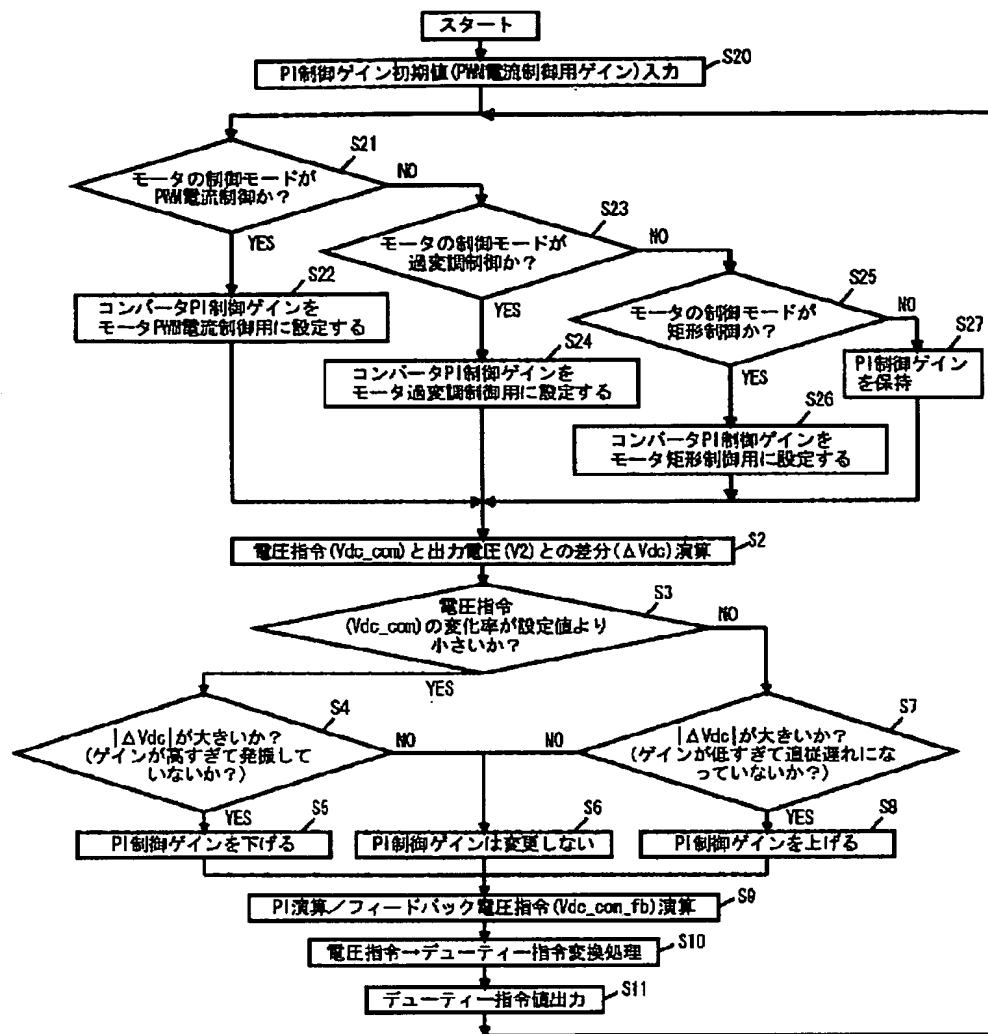 スタート
PI制御ゲイン初期値(PWM電流制御用ゲイン)入力
S20
S21
モータの制御モードが
PWM電流制御か?
NO
YES
S22
コンバータPI制御ゲインを
モータPWM電流制御用に設定する
S23
モータの制御モードが
過変調制御か?
NO
YES
S24
コンバータPI制御ゲインを
モータ過変調制御用に設定する
S25
モータの制御モードが
矩形制御か?
NO
YES
S27
PI制御ゲイン
を保持
S26
コンバータPI制御ゲインを
モータ矩形制御用に設定する
電圧指令(Vdc_com)と出力電圧(V2)との差分(ΔVdc)演算
S2
S3
電圧指令
(Vdc_com)の変化率が設定値より
小さいか?
NO
YES
S4
|ΔVdc|が大きいか?
(ゲインが高すぎて発振して
いないか?)
NO
YES
S7
|ΔVdc|が大きいか?
(ゲインが低すぎて追従遅れにな
っていないか?)
NO
YES
S5
PI制御ゲインを下げる
S6
PI制御ゲインは変更しない
S8
PI制御ゲインを上げる
PI演算/フィードバック電圧指令(Vdc_com_fb)演算
S9
電圧指令→デューティー指令変換処理
S10
デューティー指令値出力
S11